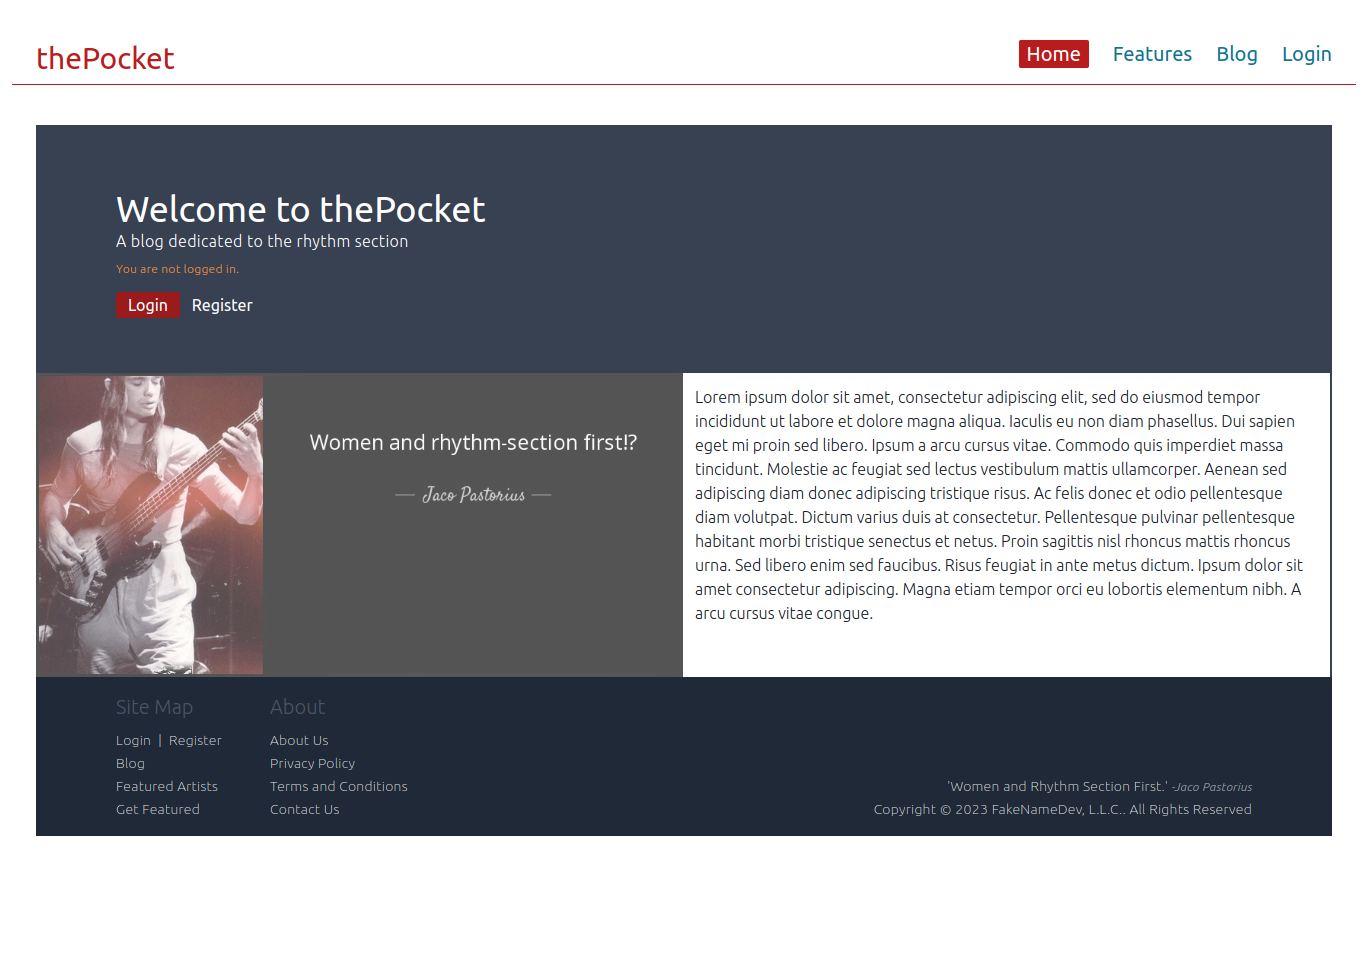 thePocket
Home Features Blog Login
Welcome to thePocket
A blog dedicated to the rhythm section
You are not logged in.
Login Register
Women and rhythm-section first!?
— Jaco Pastorius —
Lorem ipsum dolor sit amet, consectetur adipiscing elit, sed do eiusmod tempor
incididunt ut labore et dolore magna aliqua. Iaculis eu non diam phasellus. Dui sapien
eget mi proin sed libero. Ipsum a arcu cursus vitae. Commodo quis imperdiet massa
tincidunt. Molestie ac feugiat sed lectus vestibulum mattis ullamcorper. Aenean sed
adipiscing diam donec adipiscing tristique risus. Ac felis donec et odio pellentesque
diam volutpat. Dictum varius duis at consectetur. Pellentesque pulvinar pellentesque
habitant morbi tristique senectus et netus. Proin sagittis nisl rhoncus mattis rhoncus
urna. Sed libero enim sed faucibus. Risus feugiat in ante metus dictum. Ipsum dolor sit
amet consectetur adipiscing. Magna etiam tempor orci eu lobortis elementum nibh. A
arcu cursus vitae congue.
Site Map
Login | Register
Blog
Featured Artists
Get Featured
About
About Us
Privacy Policy
Terms and Conditions
Contact Us
'Women and Rhythm Section First.' -Jaco Pastorius
Copyright © 2023 FakeNameDev, L.L.C.. All Rights Reserved